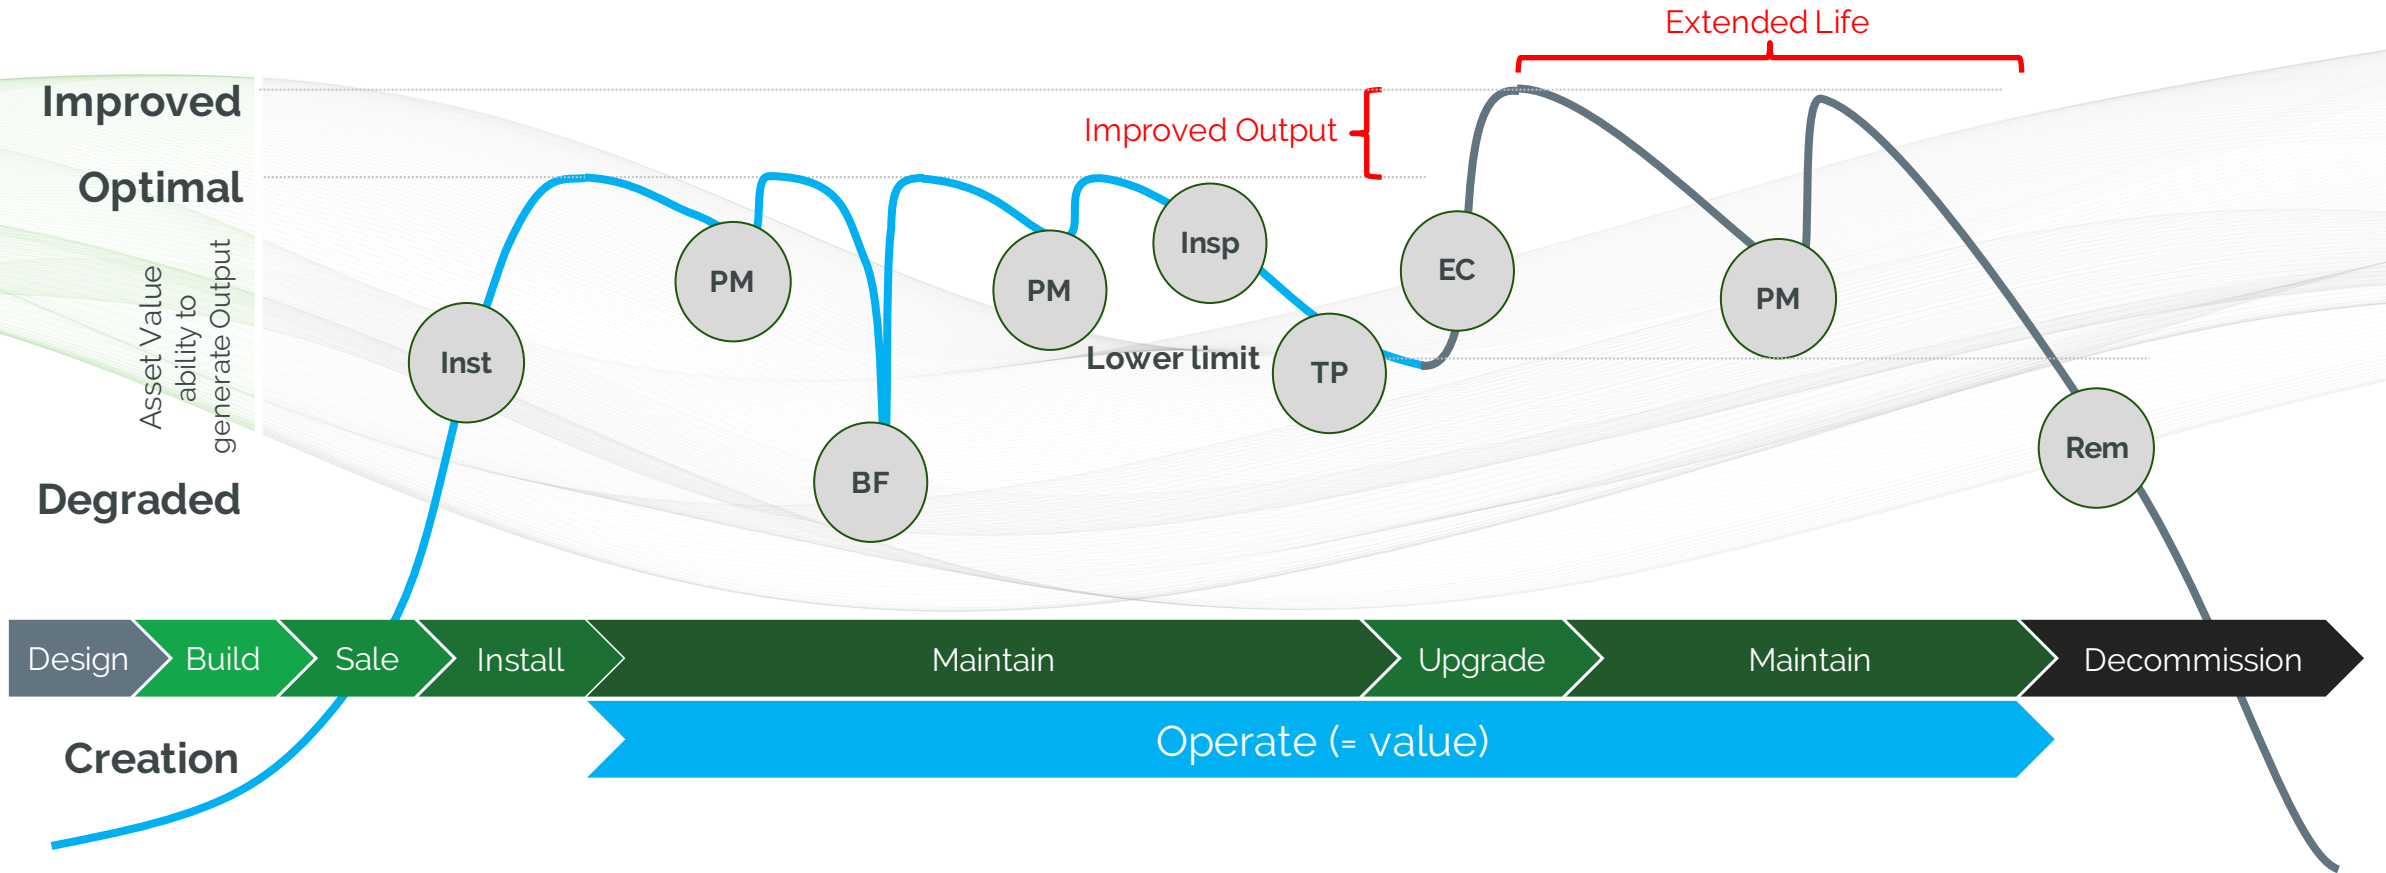 Extended Life
Improved
Improved Output
Optimal
Asset Value
ability to
generate Output
Inst
PM
BF
PM
Insp
Lower limit
TP
EC
PM
Rem
Degraded
Design
Build
Sale
Install
Maintain
Upgrade
Maintain
Decommission
Operate (= value)
Creation